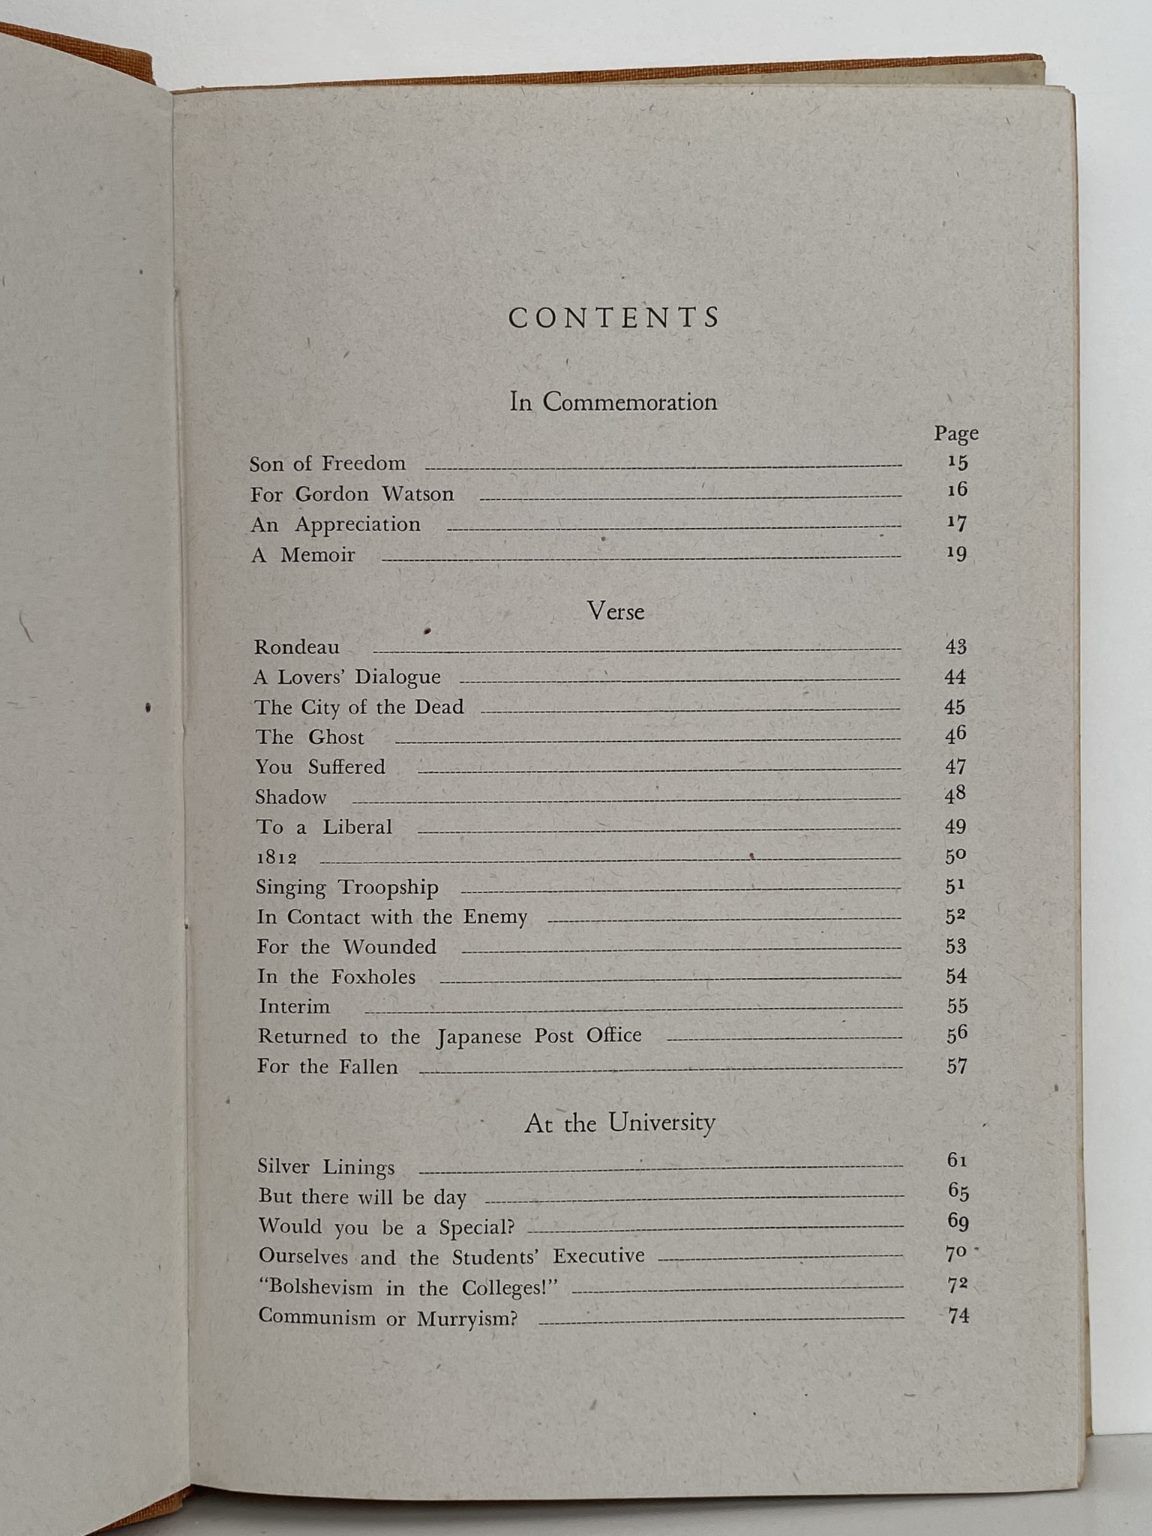 CONTENTS
In Commemoration
Page
Son of Freedom 15
For Gordon Watson 16
An Appreciation 17
A Memoir 19
Verse
Rondeau 43
A Lovers' Dialogue 44
The City of the Dead 45
The Ghost 46
You Suffered 47
Shadow 48
To a Liberal 49
1812 50
Singing Troopship 51
In Contact with the Enemy 52
For the Wounded 53
In the Foxholes 54
Interim 55
Returned to the Japanese Post Office 56
For the Fallen 57
At the University
Silver Linings 61
But there will be day 65
Would you be a Special? 69
Ourselves and the Students' Executive 70
"Bolshevism in the Colleges!" 72
Communism or Murryism? 74